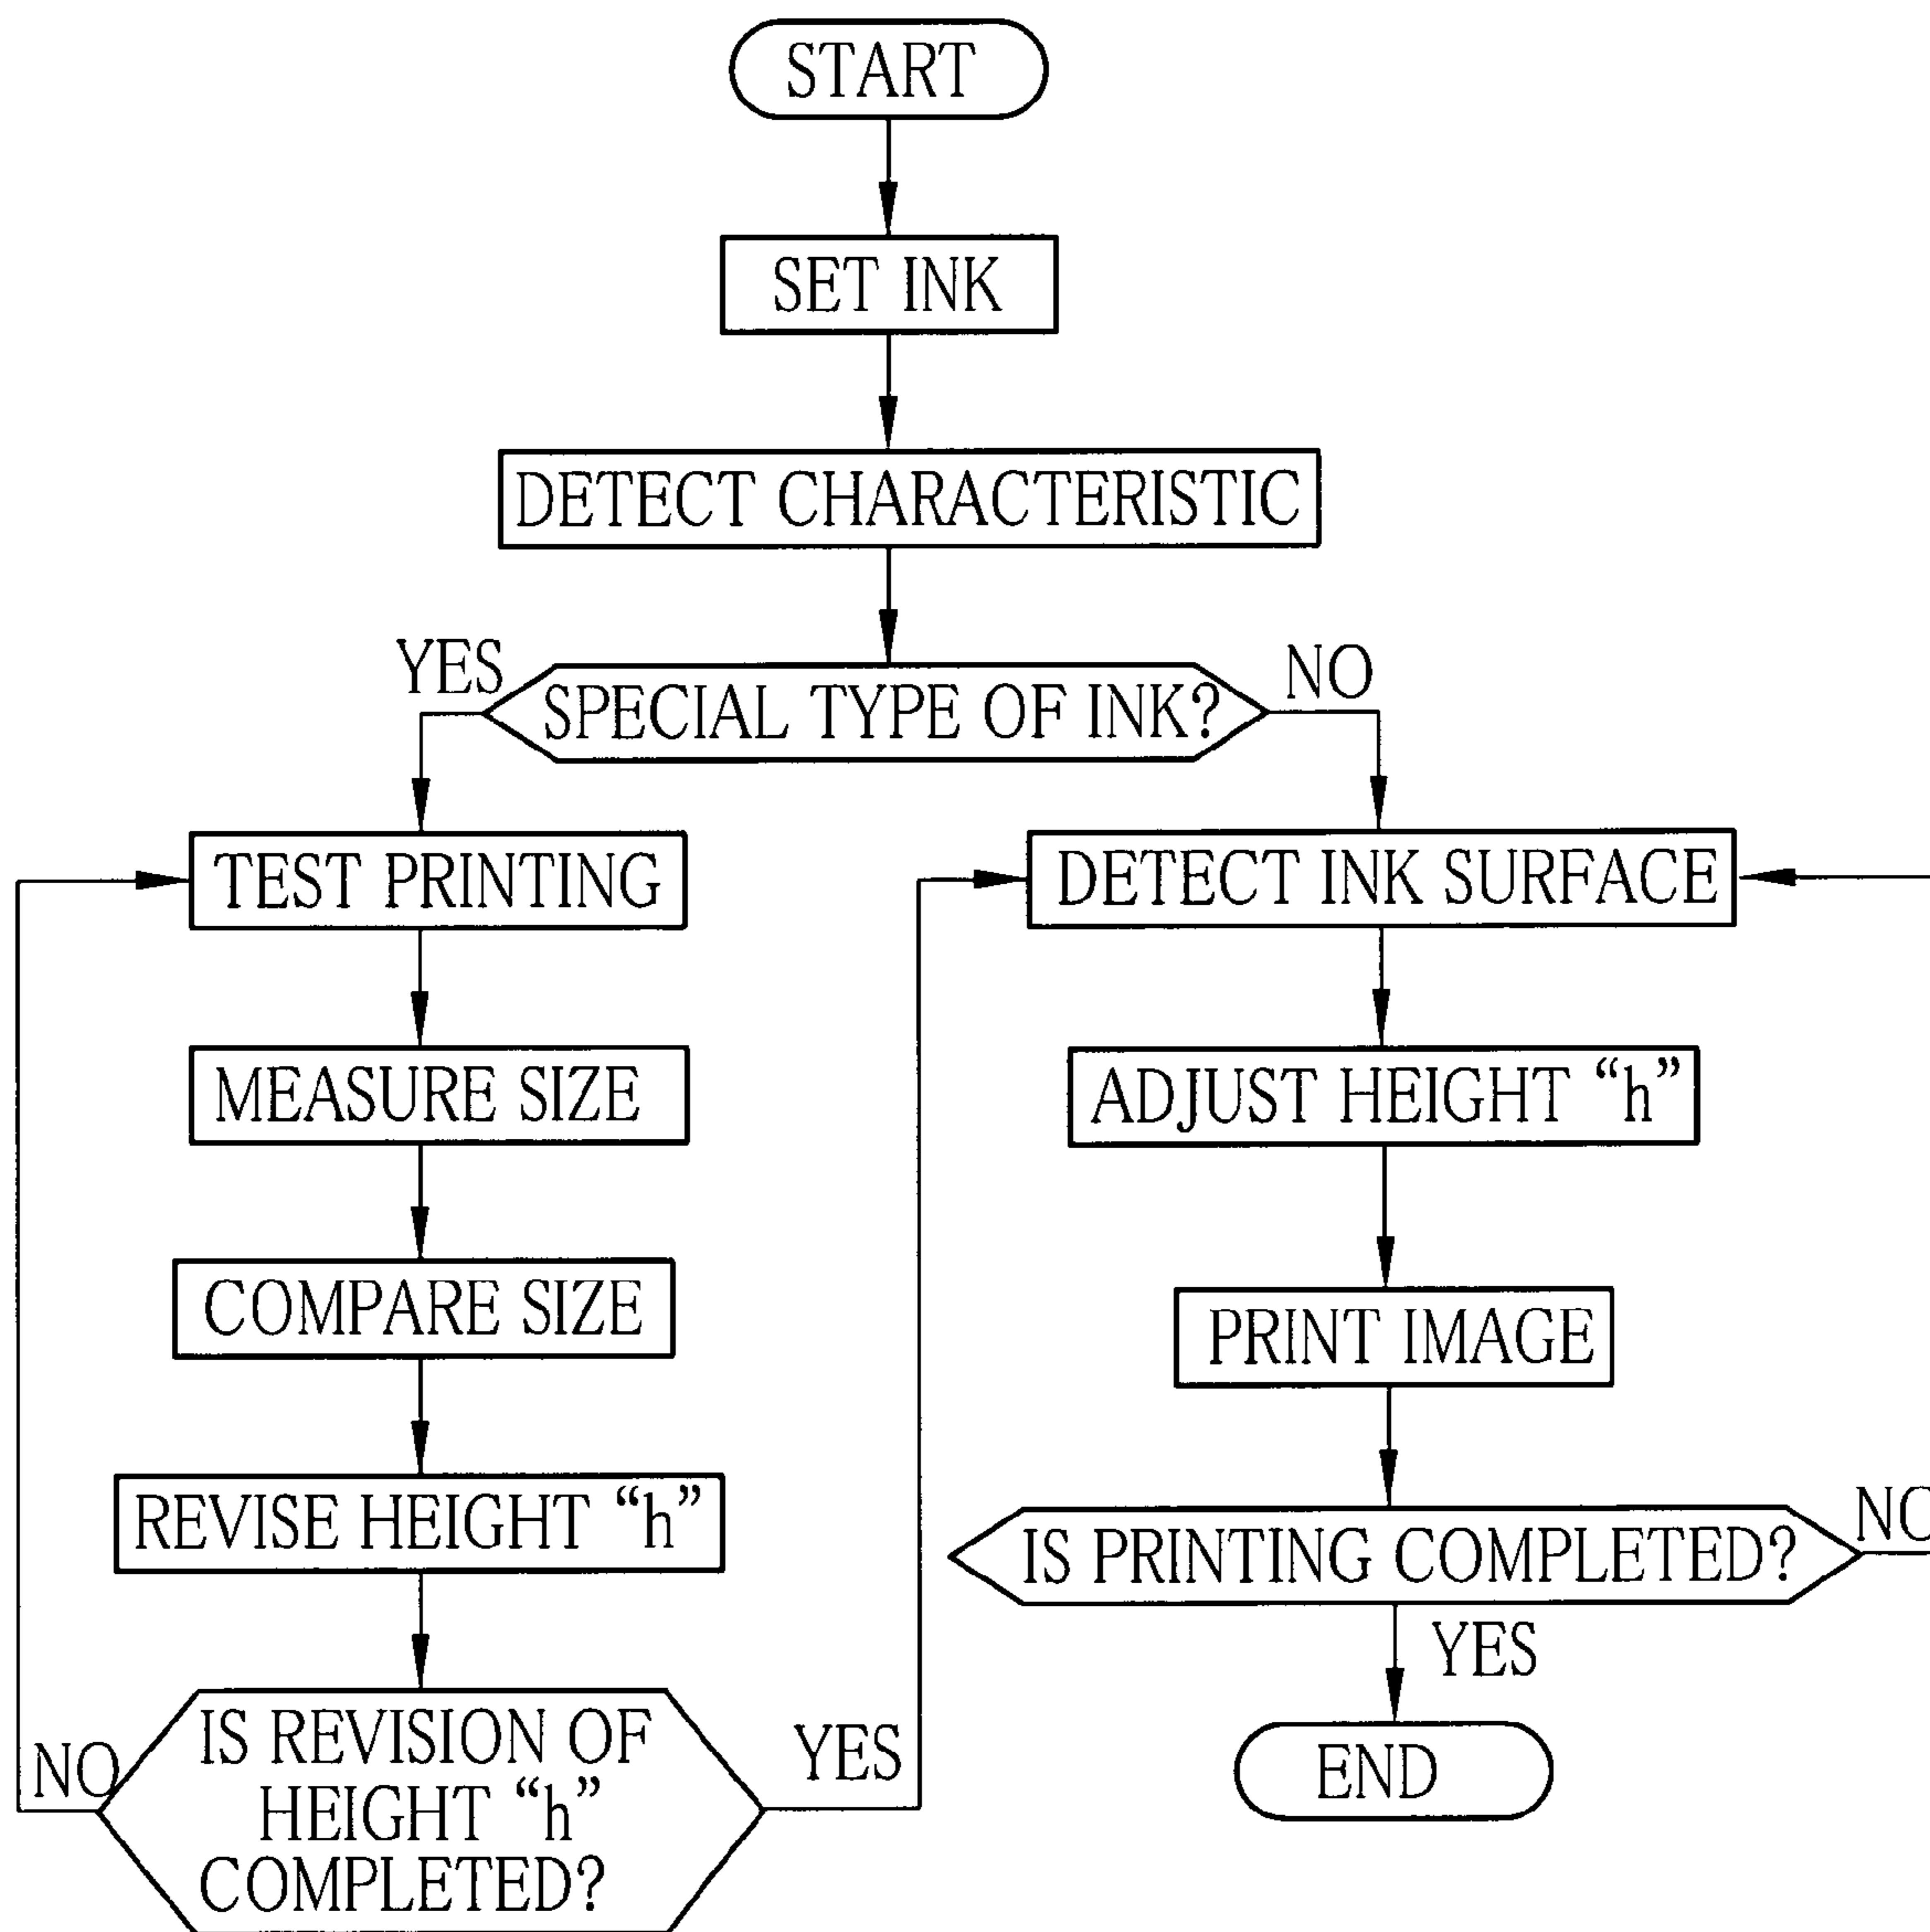 START
SET INK
DETECT CHARACTERISTIC
YES
NO
SPECIAL TYPE OF INK?
TEST PRINTING
MEASURE SIZE
COMPARE SIZE
REVISE HEIGHT “h”
NO
IS REVISION OF
HEIGHT “h”
COMPLETED?
YES
DETECT INK SURFACE
ADJUST HEIGHT “h”
PRINT IMAGE
IS PRINTING COMPLETED?
NO
YES
END